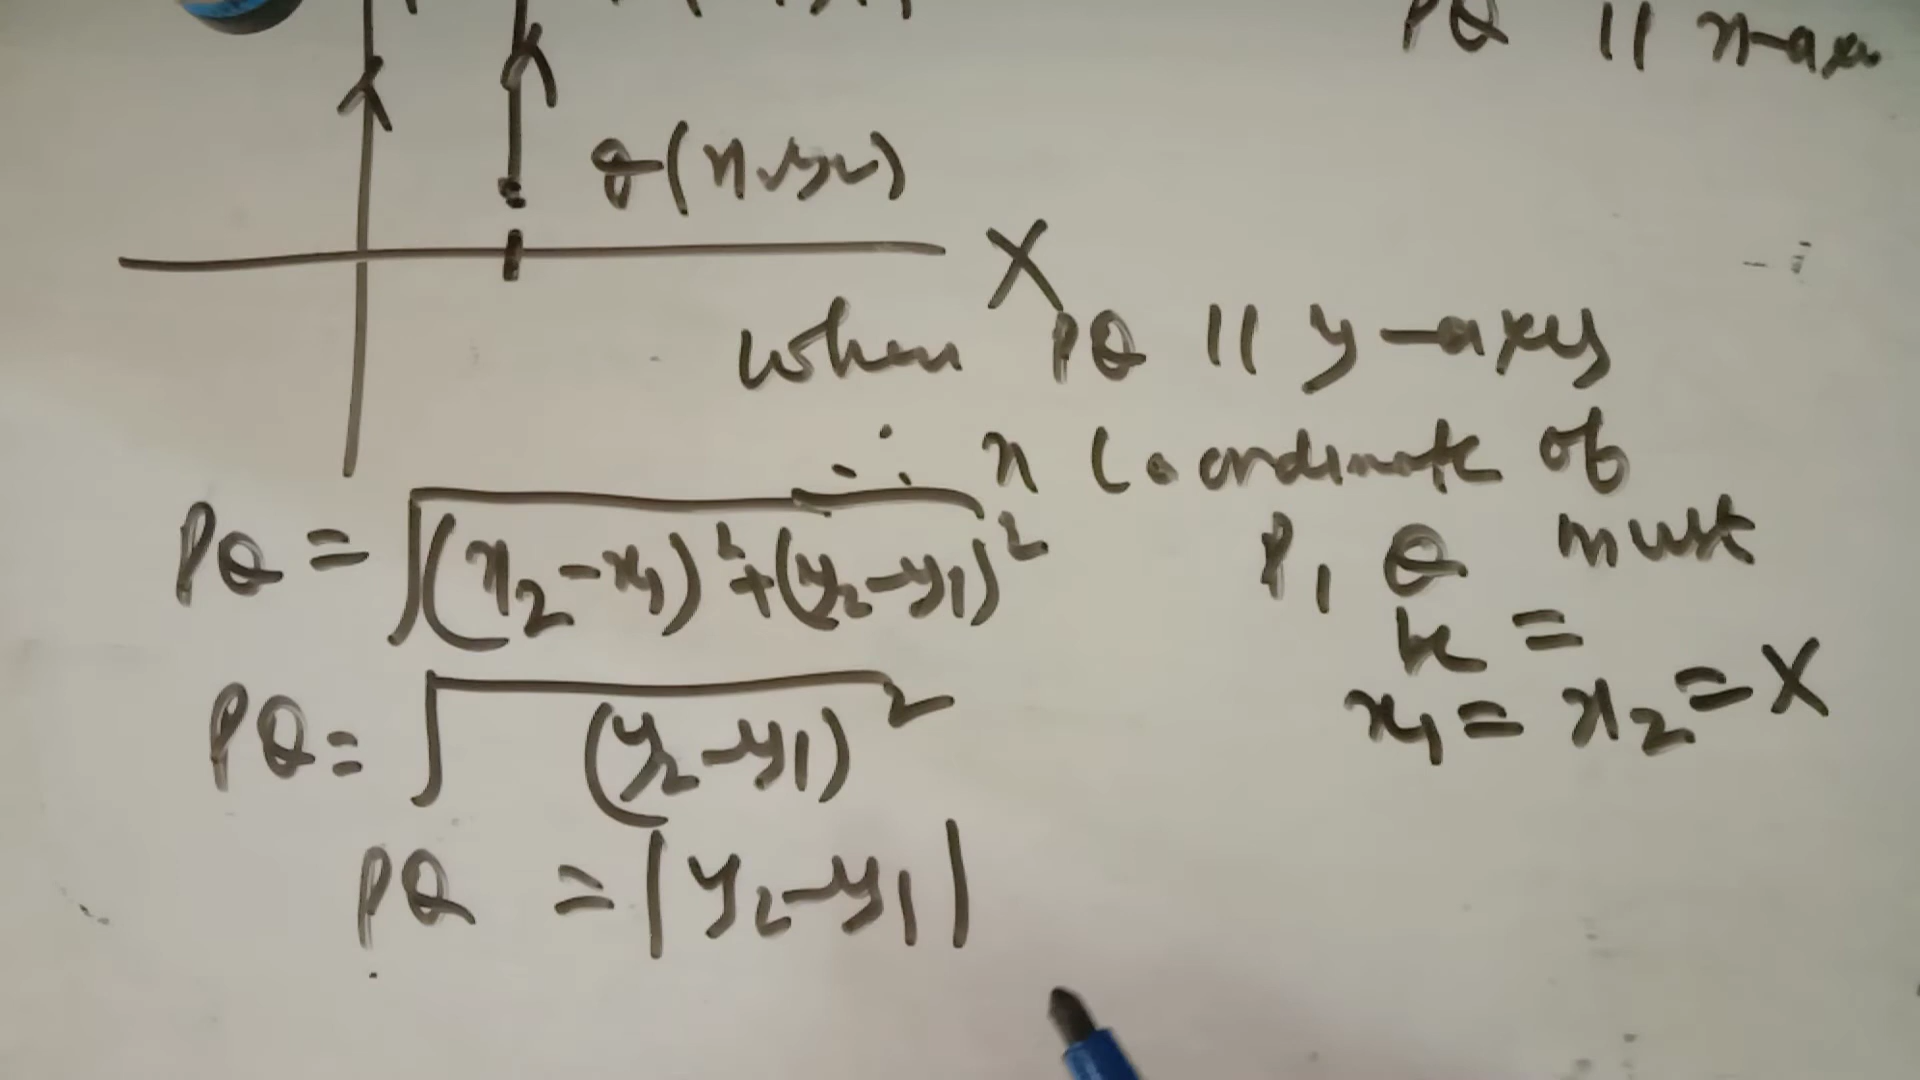 PQ || x-axis
Q(x₂,y₂)
X
when PQ || y-axis
∴ x Coordinate of
P, Q must
be =
x₁ = x₂ = X
PQ = √(x₂-x₁)²+(y₂-y₁)²
PQ = √(y₂-y₁)²
PQ = |y₂-y₁|